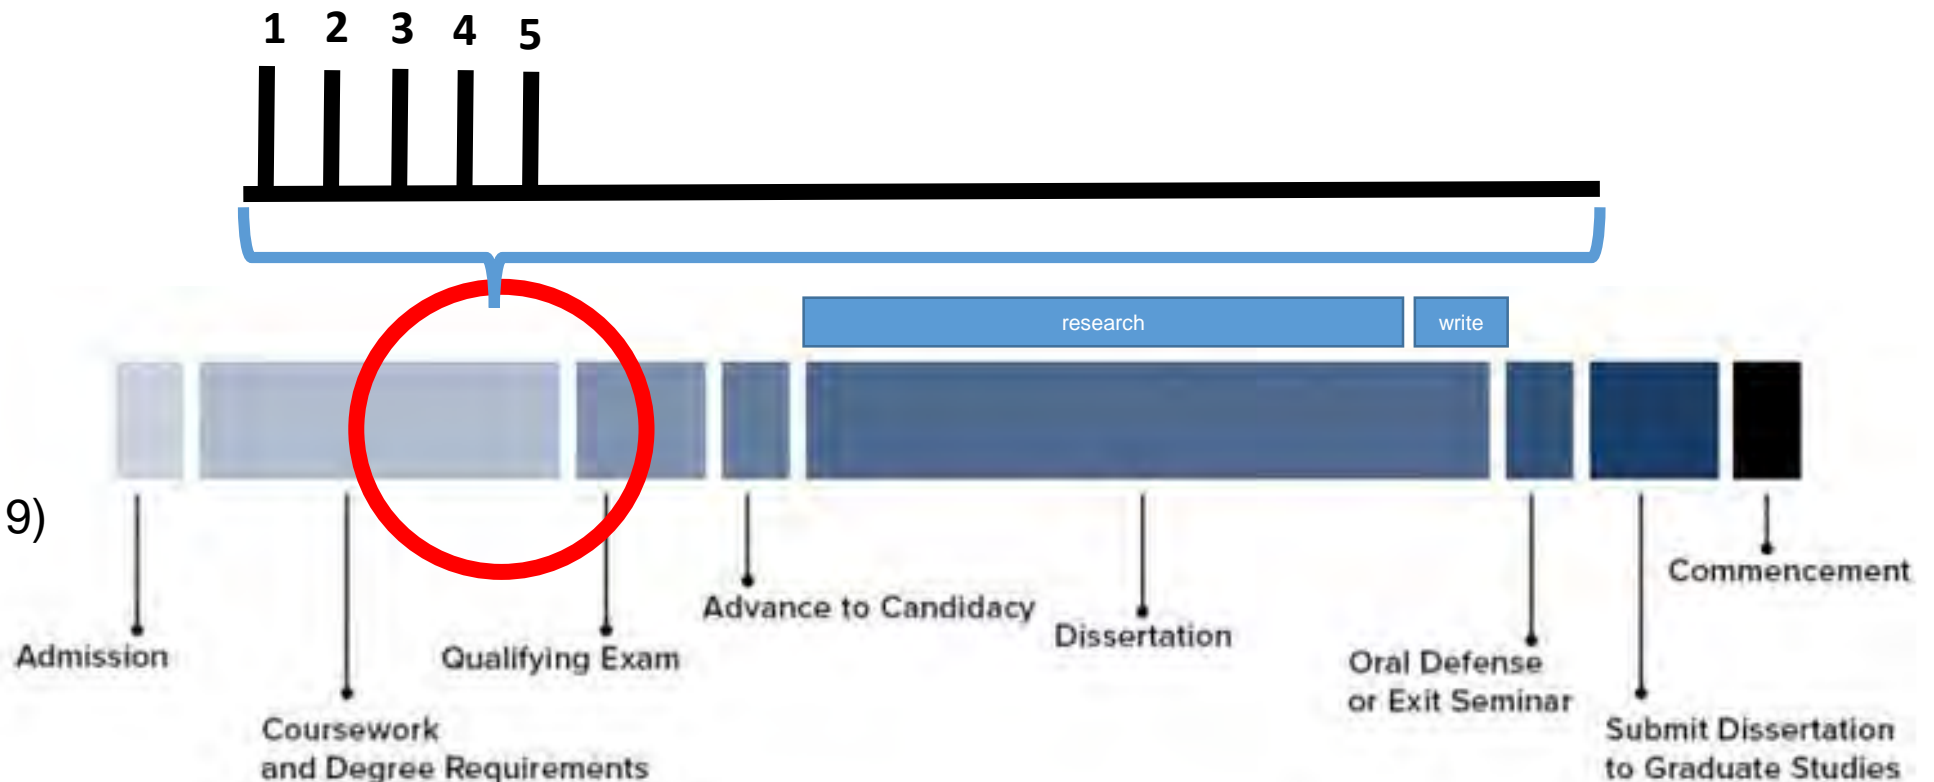 1 2 3 4 5
research write
9)
Commencement
Advance to Candidacy
Dissertation
Admission
Qualifying Exam
Oral Defense
or Exit Seminar
Coursework
and Degree Requirements
Submit Dissertation
to Graduate Studies